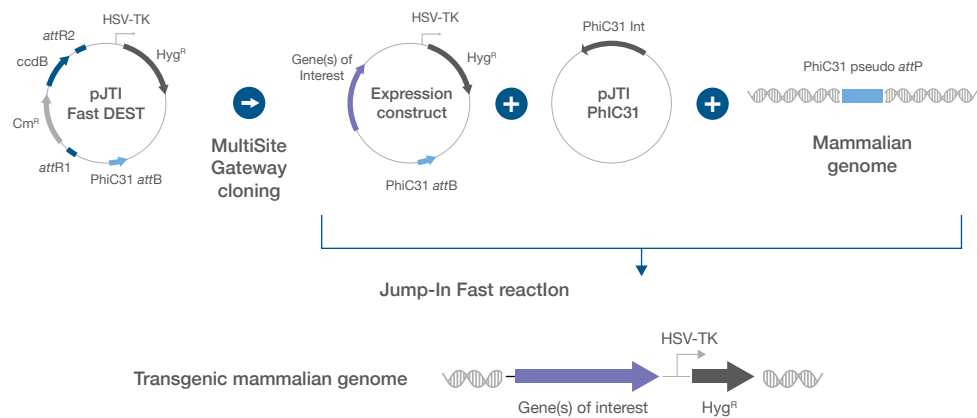 HSV-TK
attR2
ccdB
HygR
pJTI
Fast DEST
CmR
attR1
PhiC31 attB
MultiSite
Gateway
cloning
HSV-TK
Gene(s) of
Interest
HygR
Expression
construct
PhiC31 attB
PhiC31 Int
pJTI
PhIC31
PhiC31 pseudo attP
Mammalian
genome
Jump-In Fast reactIon
HSV-TK
Transgenic mammalian genome
Gene(s) of interest
HygR